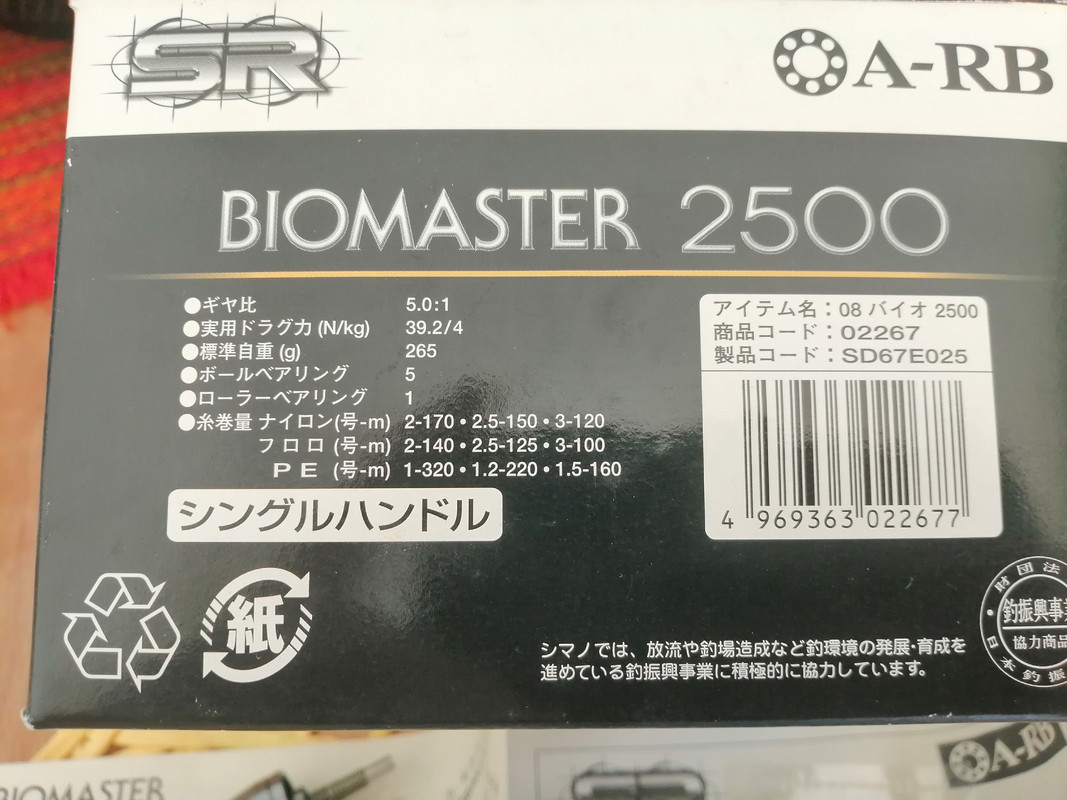 SR
A-RB
BIOMASTER 2500
●ギヤ比 5.0:1
●実用ドラグ力 (N/kg) 39.2/4
●標準自重 (g) 265
●ボールベアリング 5
●ローラーベアリング 1
●糸巻量 ナイロン(号-m) 2-170・2.5-150・3-120
フロロ (号-m) 2-140・2.5-125・3-100
PE (号-m) 1-320・1.2-220・1.5-160
シングルハンドル
アイテム名：08 バイオ 2500
商品コード：02267
製品コード：SD67E025
4 969363 022677
紙
シマノでは、放流や釣場造成など釣環境の発展・育成を
進めている釣振興事業に積極的に協力しています。
財団法
釣振興事業
協力商品
日本釣振
BIOMASTER
A-RB